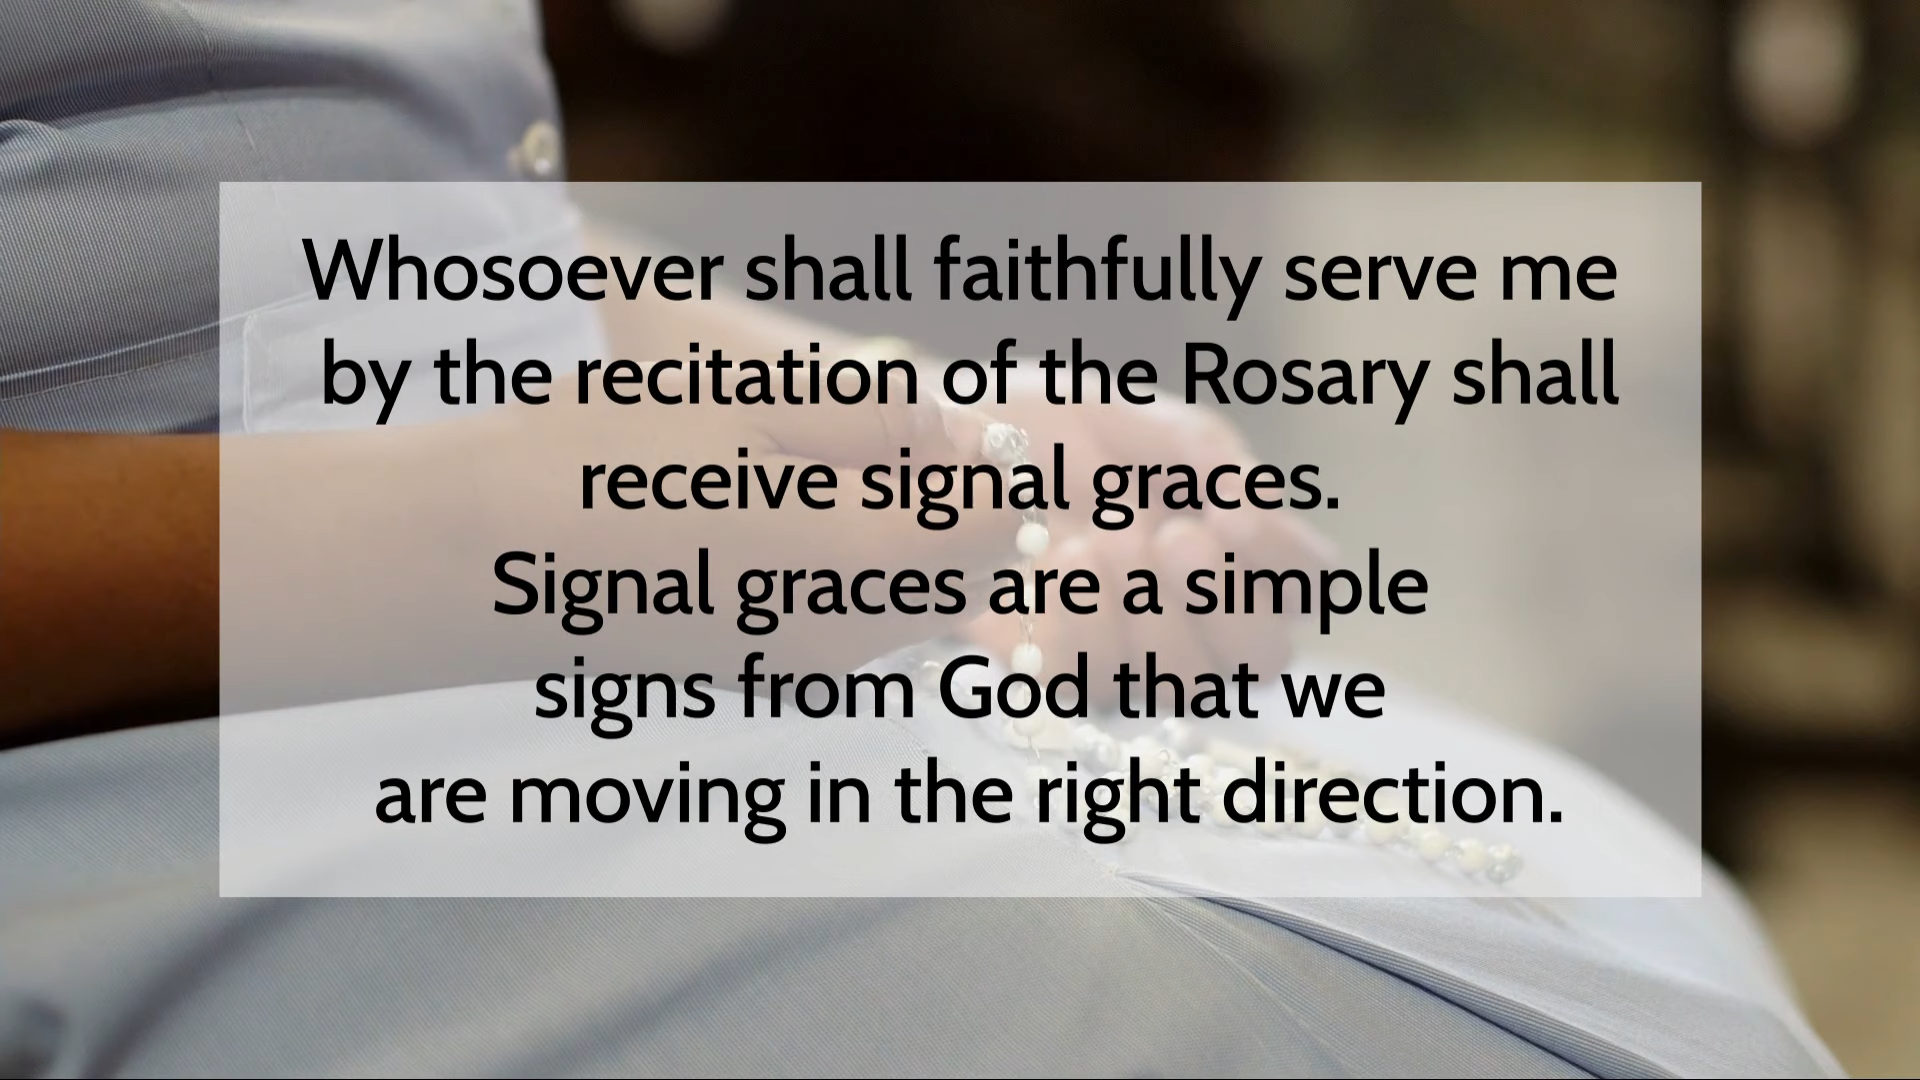 Whosoever shall faithfully serve me
by the recitation of the Rosary shall
receive signal graces.
Signal graces are a simple
signs from God that we
are moving in the right direction.